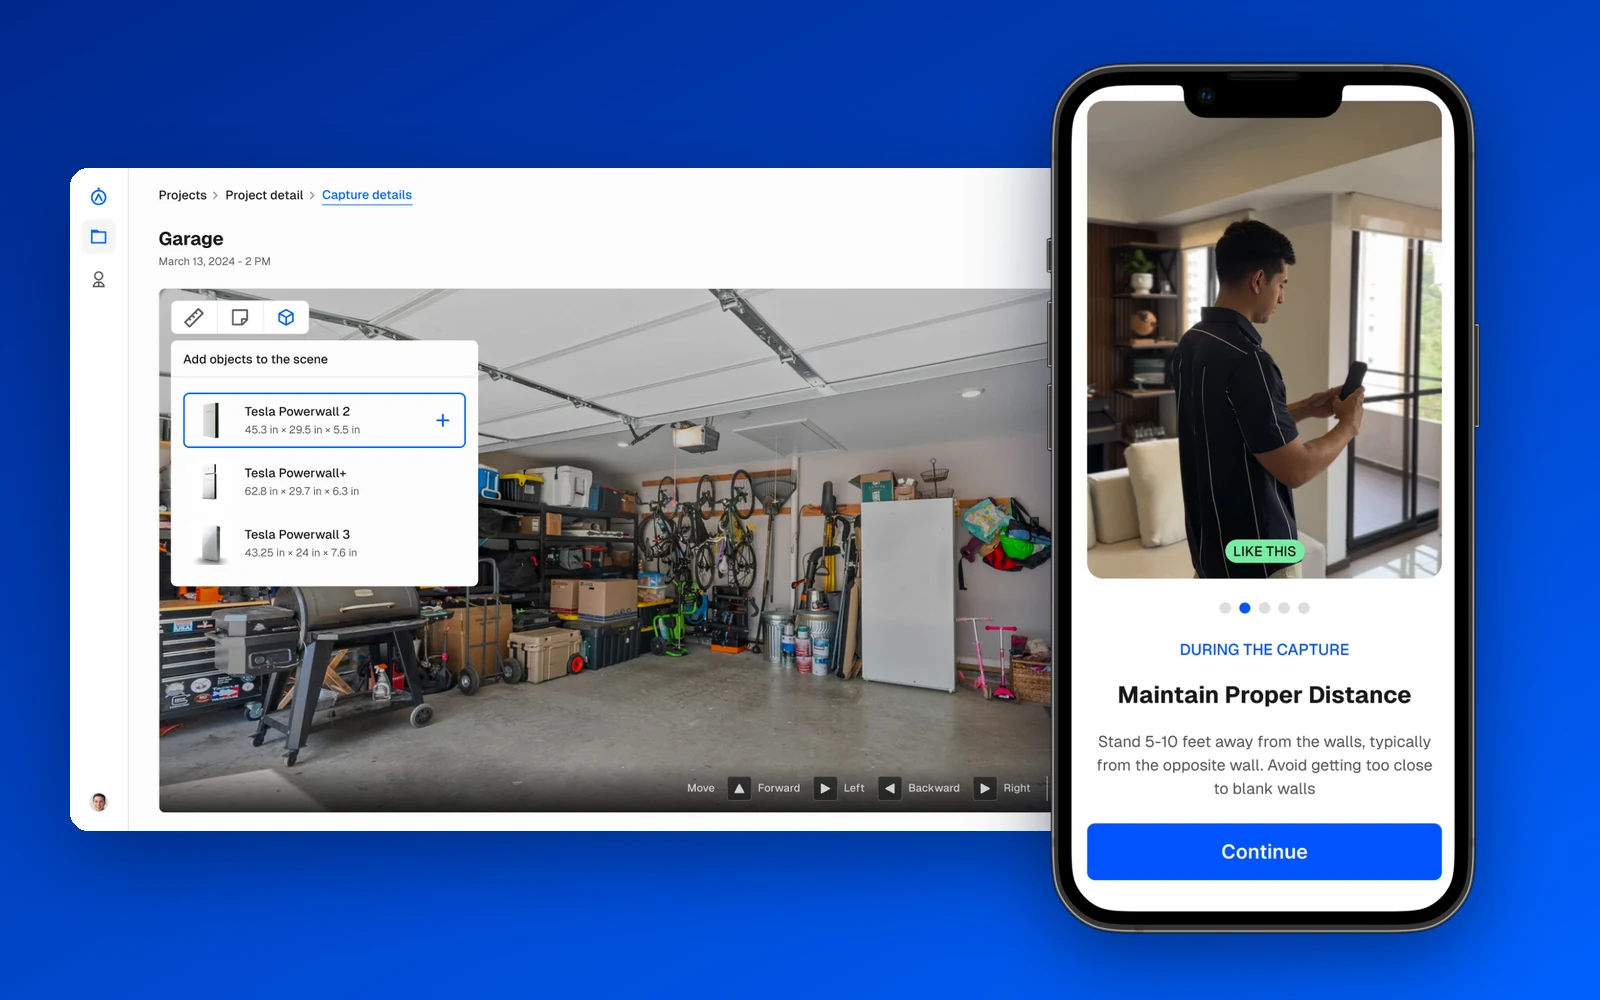 Projects > Project detail > Capture details
Garage
March 13, 2024 - 2 PM
Add objects to the scene
Tesla Powerwall 2
45.3 in × 29.5 in × 5.5 in
Tesla Powerwall+
62.8 in × 29.7 in × 6.3 in
Tesla Powerwall 3
43.25 in × 24 in × 7.6 in
Move Forward Left Backward Right
LIKE THIS
DURING THE CAPTURE
Maintain Proper Distance
Stand 5-10 feet away from the walls, typically
from the opposite wall. Avoid getting too close
to blank walls
Continue